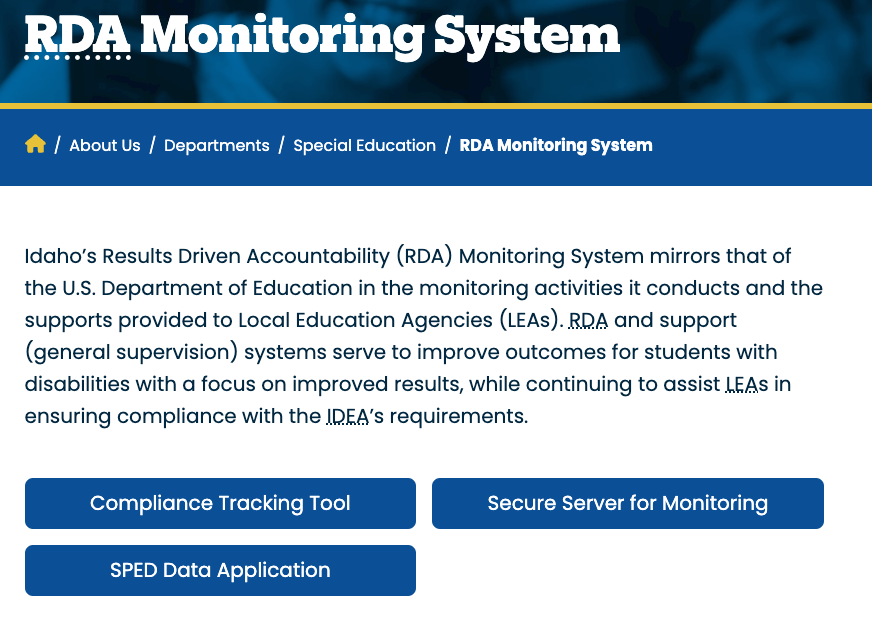 RDA Monitoring System
/ About Us / Departments / Special Education / RDA Monitoring System
Idaho’s Results Driven Accountability (RDA) Monitoring System mirrors that of
the U.S. Department of Education in the monitoring activities it conducts and the
supports provided to Local Education Agencies (LEAs). RDA and support
(general supervision) systems serve to improve outcomes for students with
disabilities with a focus on improved results, while continuing to assist LEAs in
ensuring compliance with the IDEA’s requirements.
Compliance Tracking Tool
Secure Server for Monitoring
SPED Data Application